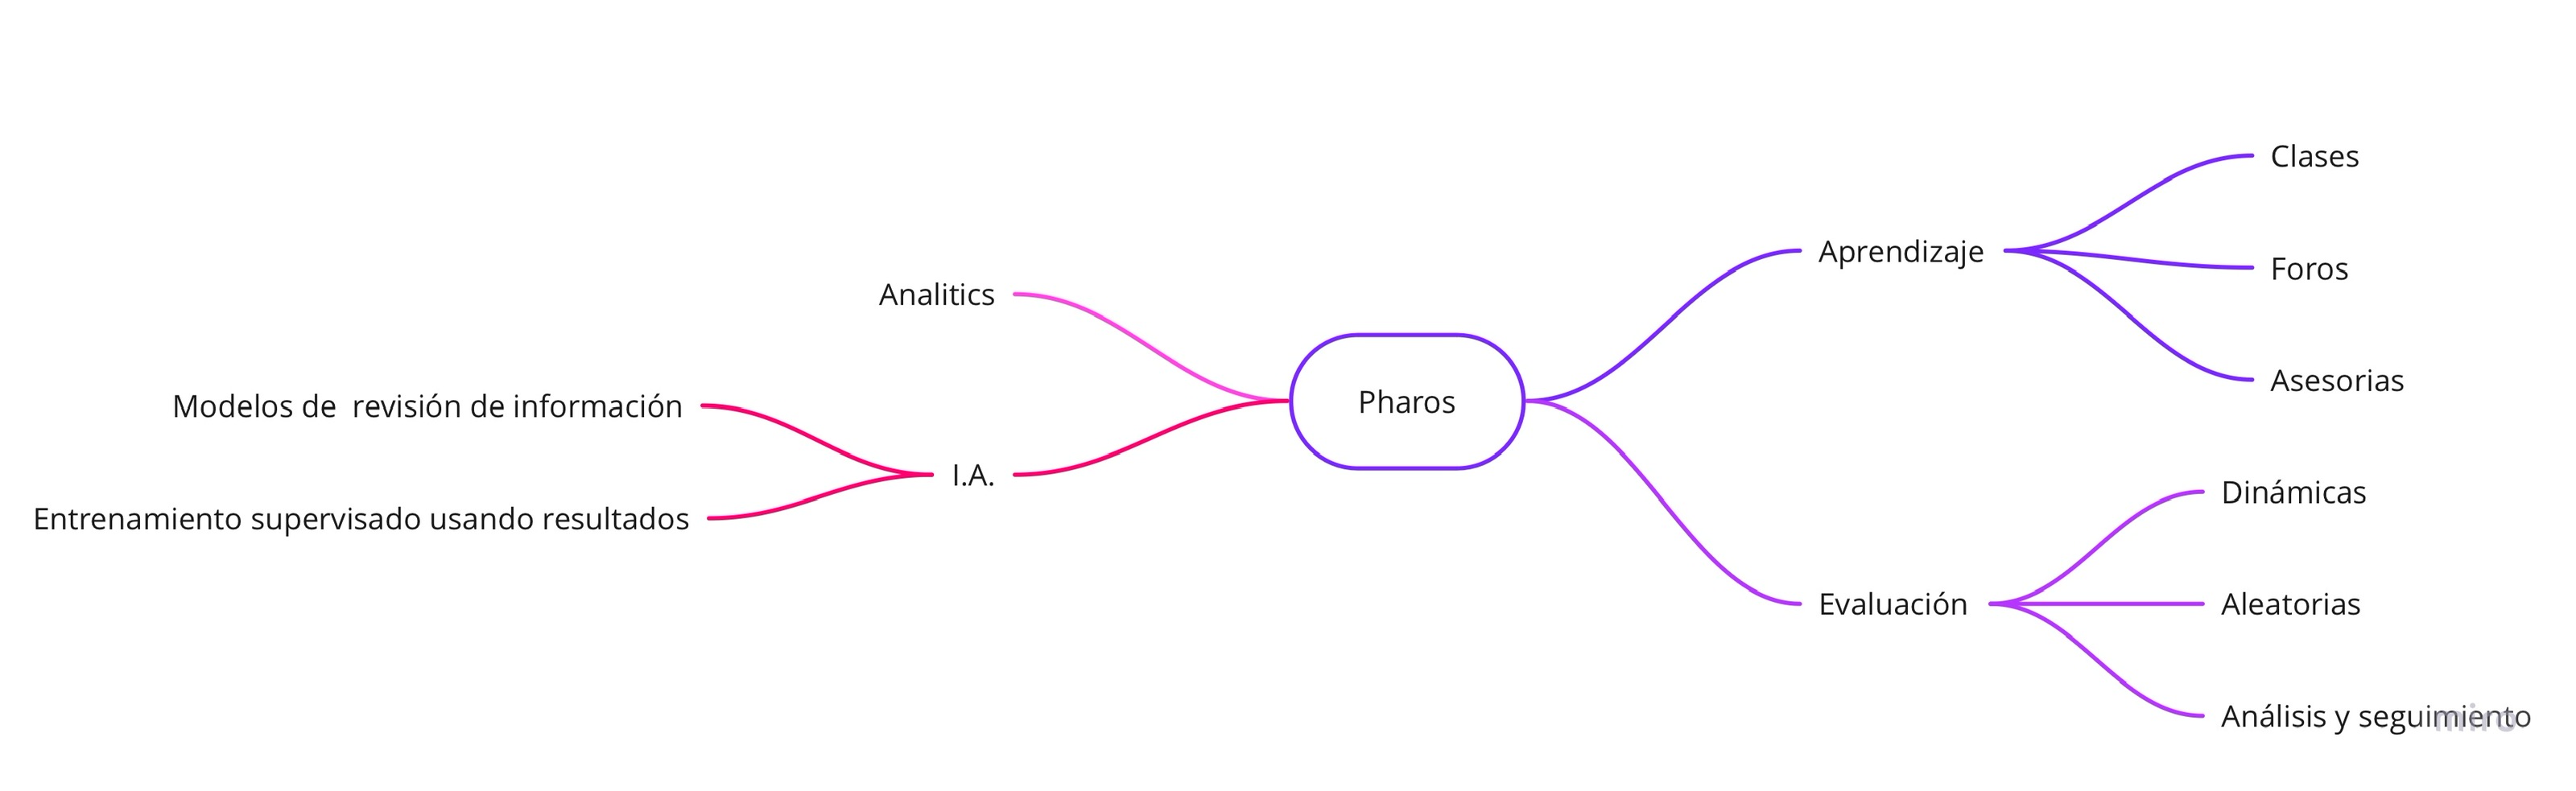 Pharos
Analitics
I.A.
Modelos de  revisión de información
Entrenamiento supervisado usando resultados
Aprendizaje
Clases
Foros
Asesorias
Evaluación
Dinámicas
Aleatorias
Análisis y seguimiento
miro